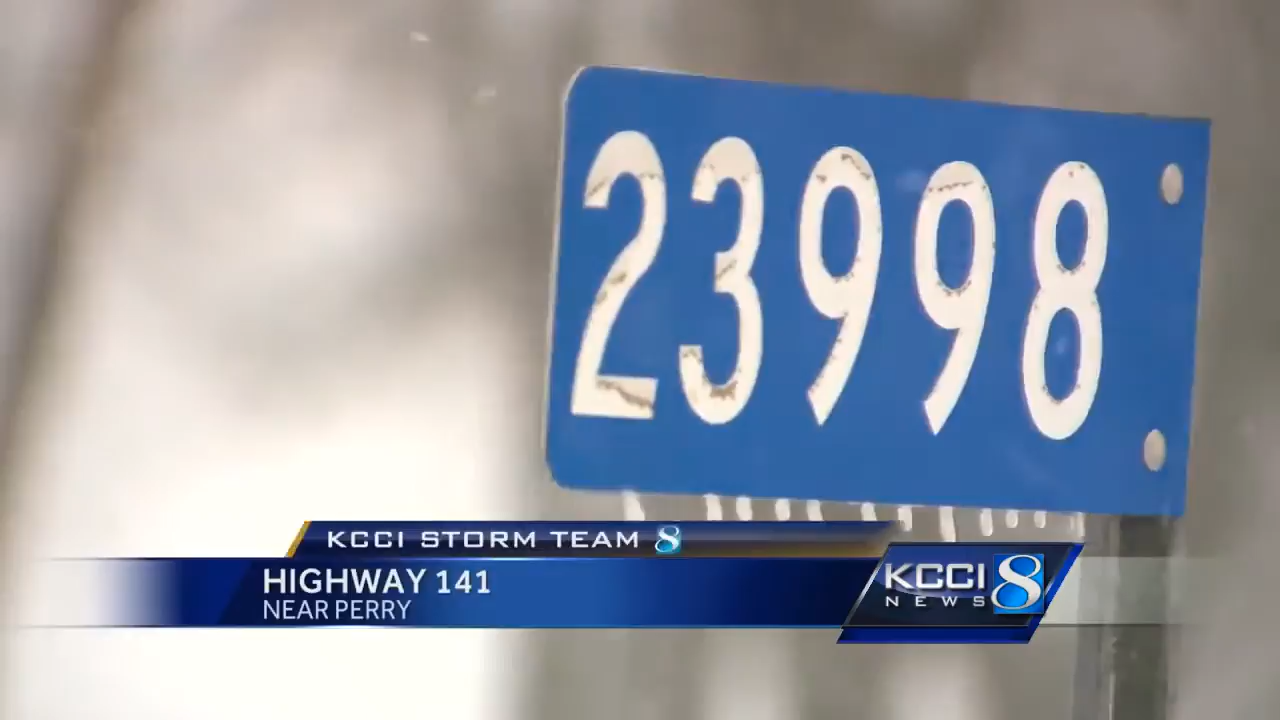 23998
KCCI STORM TEAM 8
HIGHWAY 141
NEAR PERRY
KCCI 8
NEWS